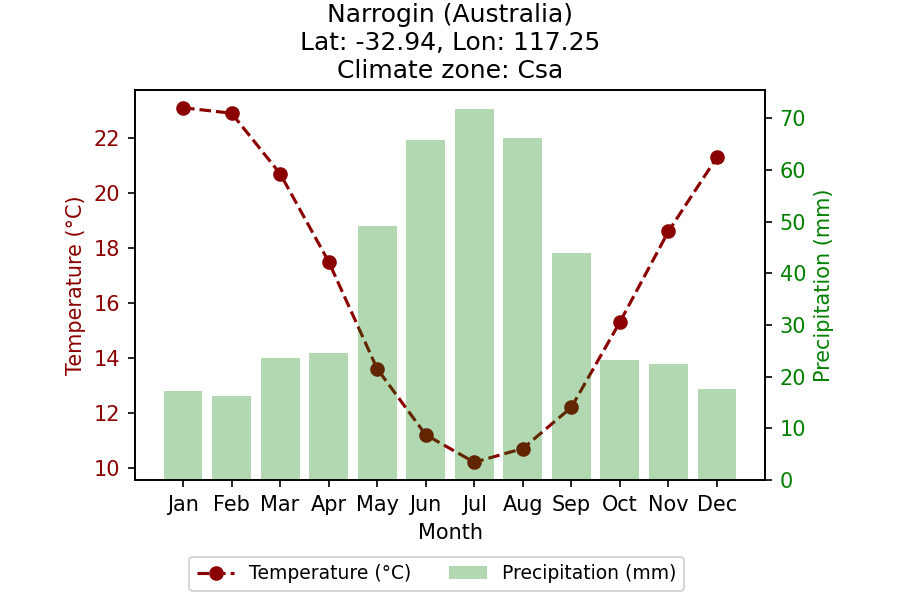 Narrogin (Australia)
Lat: -32.94, Lon: 117.25
Climate zone: Csa
Temperature (°C)
22
20
18
16
14
12
10
70
60
50
40
30
20
10
0
Precipitation (mm)
Jan Feb Mar Apr May Jun Jul Aug Sep Oct Nov Dec
Month
Temperature (°C) Precipitation (mm)